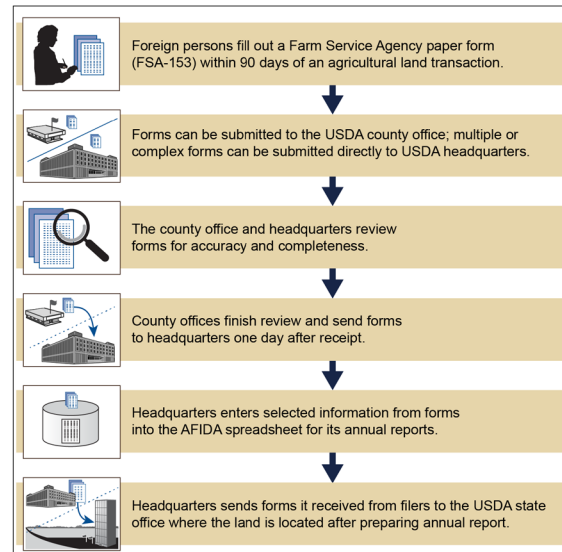 Foreign persons fill out a Farm Service Agency paper form
(FSA-153) within 90 days of an agricultural land transaction.
Forms can be submitted to the USDA county office; multiple or
complex forms can be submitted directly to USDA headquarters.
The county office and headquarters review
forms for accuracy and completeness.
County offices finish review and send forms
to headquarters one day after receipt.
Headquarters enters selected information from forms
into the AFIDA spreadsheet for its annual reports.
Headquarters sends forms it received from filers to the USDA state
office where the land is located after preparing annual report.